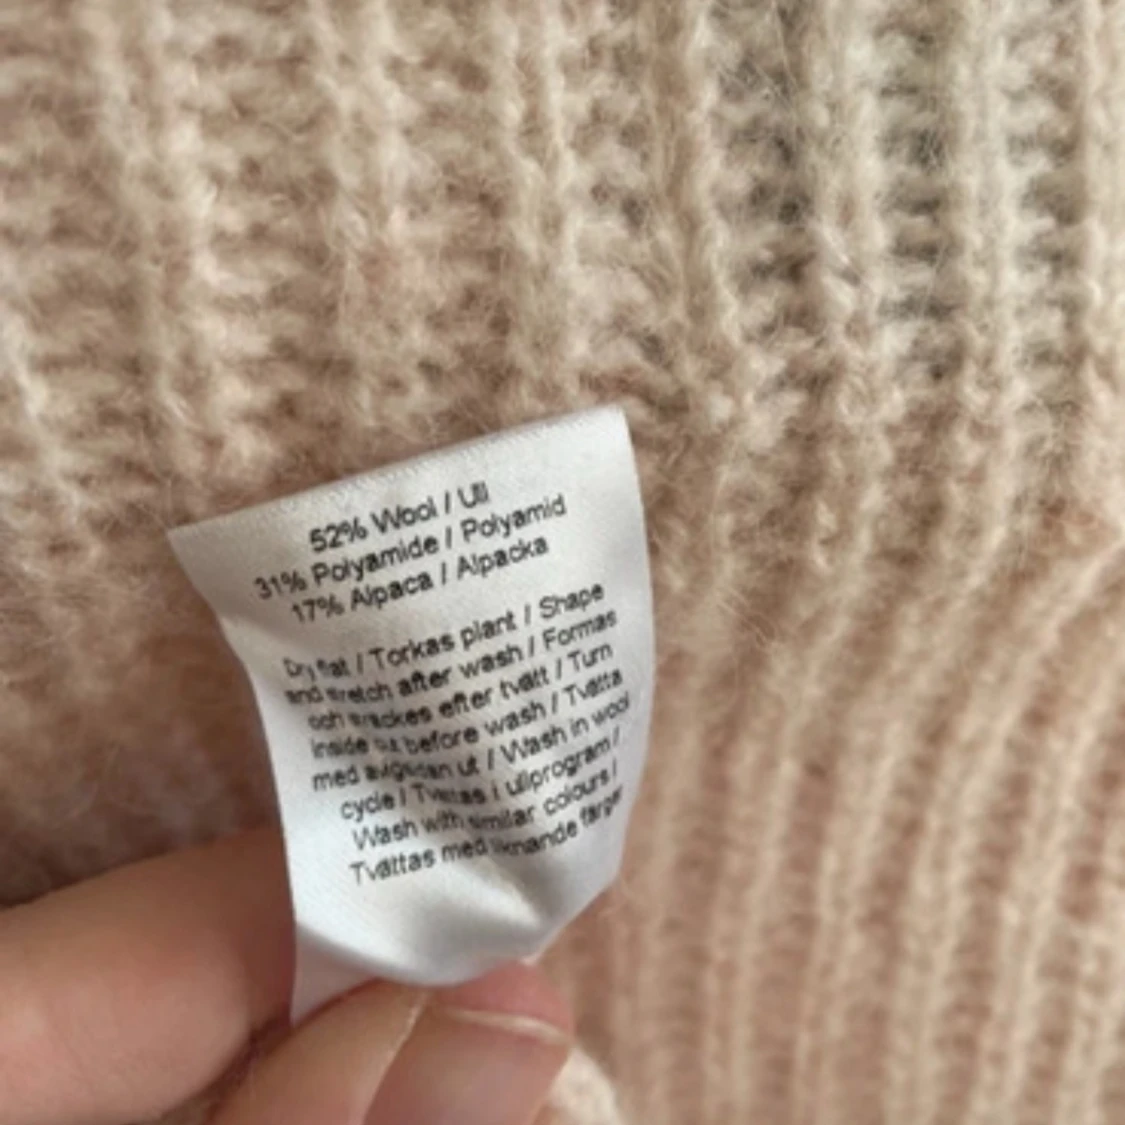 52% Wool / Ull
31% Polyamide / Polyamid
17% Alpaca / Alpacka
Dry flat / Torkas plant / Shape
and stretch after wash / Formas
och sträckes efter tvätt / Turn
inside out before wash / Tvätta
med avigsidan ut / Wash in wool
cycle / Tvättas i ullprogram /
Wash with similar colours /
Tvättas med liknande färger